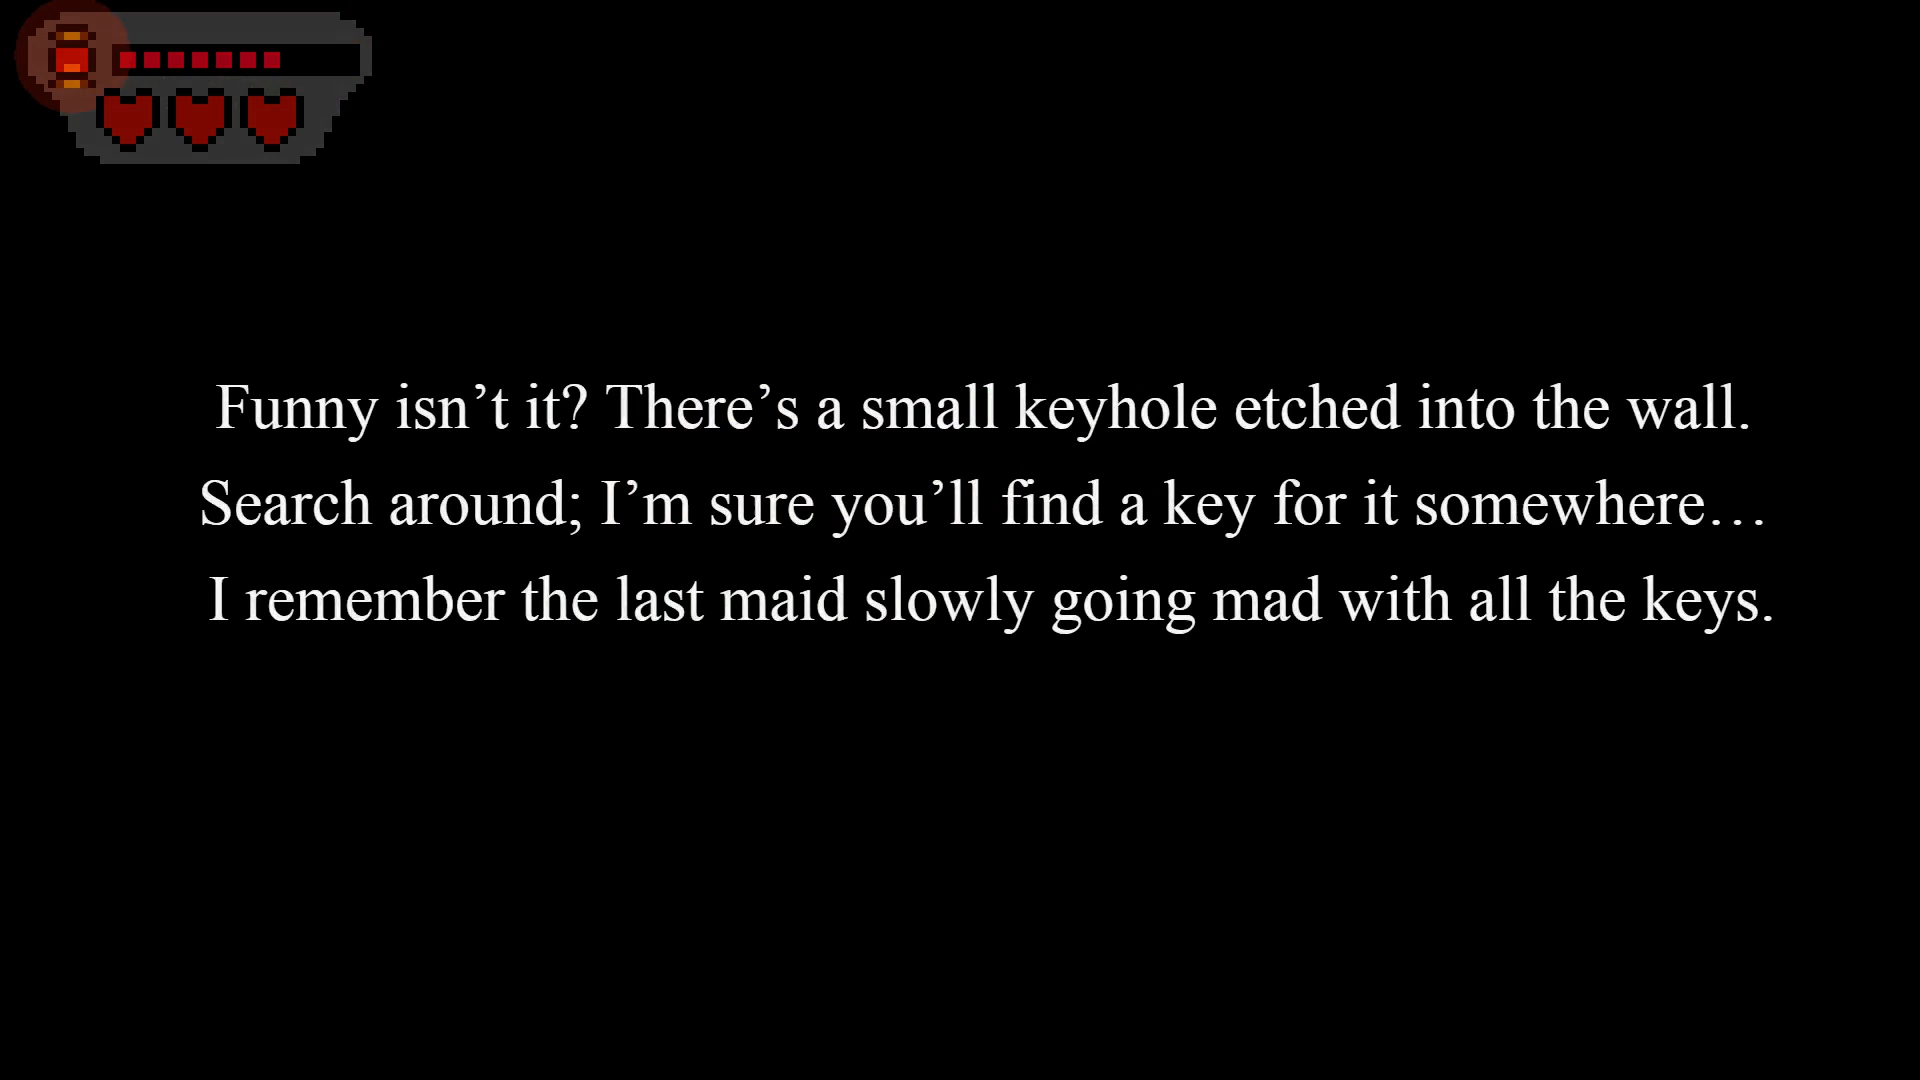 Funny isn’t it? There’s a small keyhole etched into the wall.
Search around; I’m sure you’ll find a key for it somewhere…
I remember the last maid slowly going mad with all the keys.